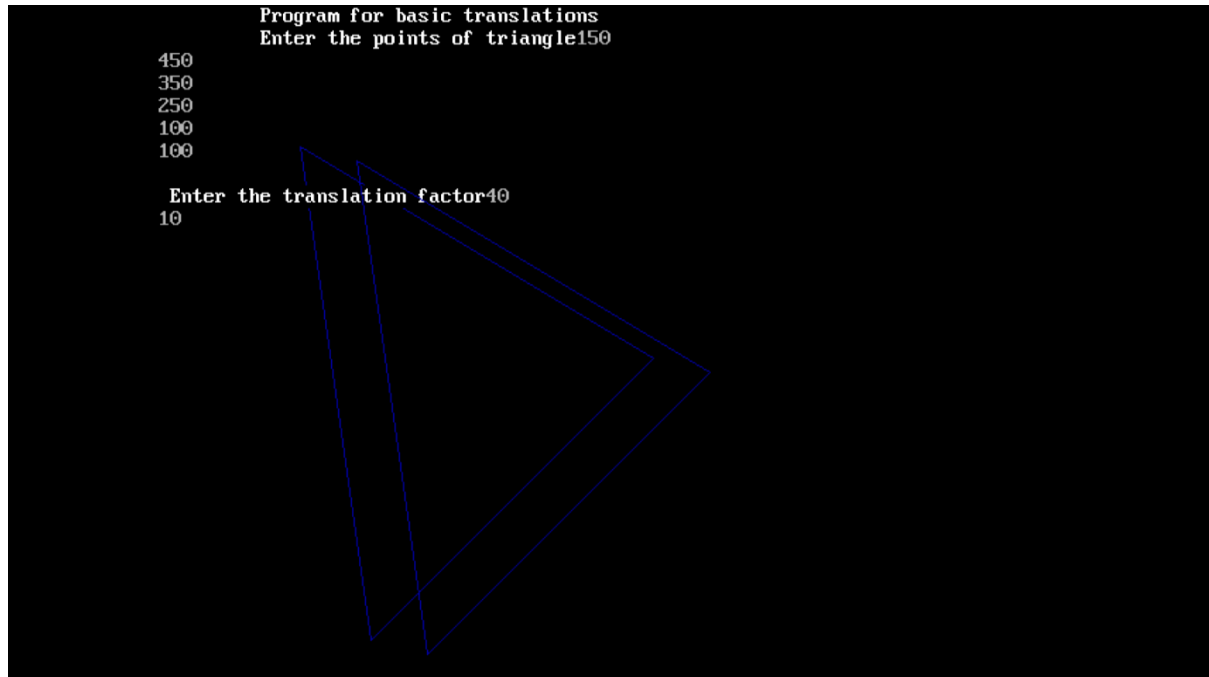 Program for basic translations
Enter the points of triangle150
450
350
250
100
100
Enter the translation factor40
10